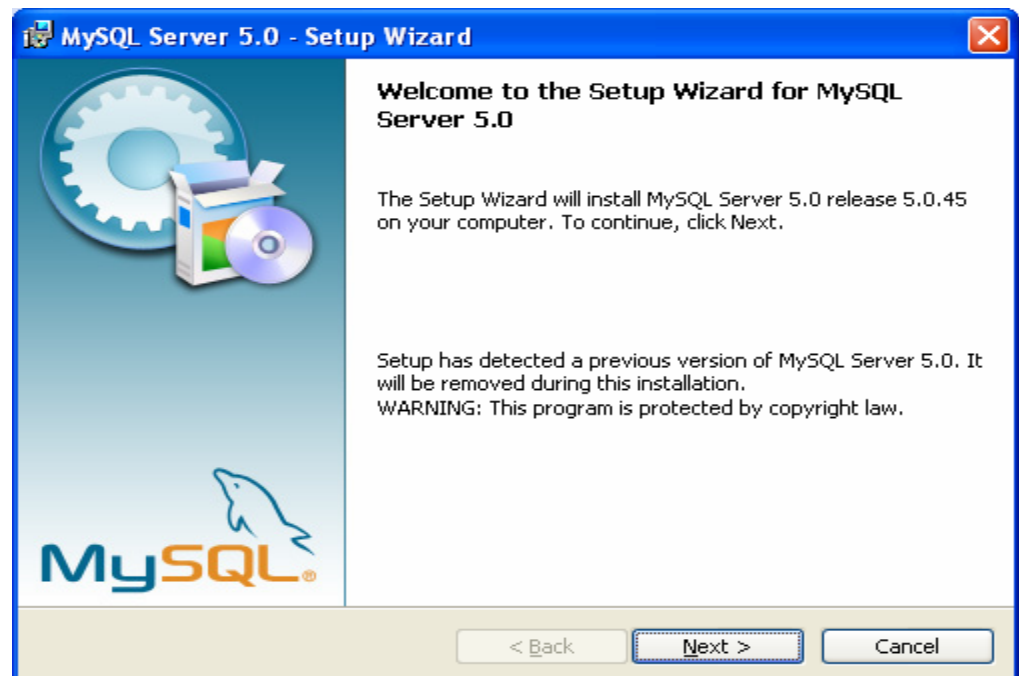 MySQL Server 5.0 - Setup Wizard
Welcome to the Setup Wizard for MySQL
Server 5.0
The Setup Wizard will install MySQL Server 5.0 release 5.0.45
on your computer. To continue, click Next.
Setup has detected a previous version of MySQL Server 5.0. It
will be removed during this installation.
WARNING: This program is protected by copyright law.
MySQL®
< Back
Next >
Cancel